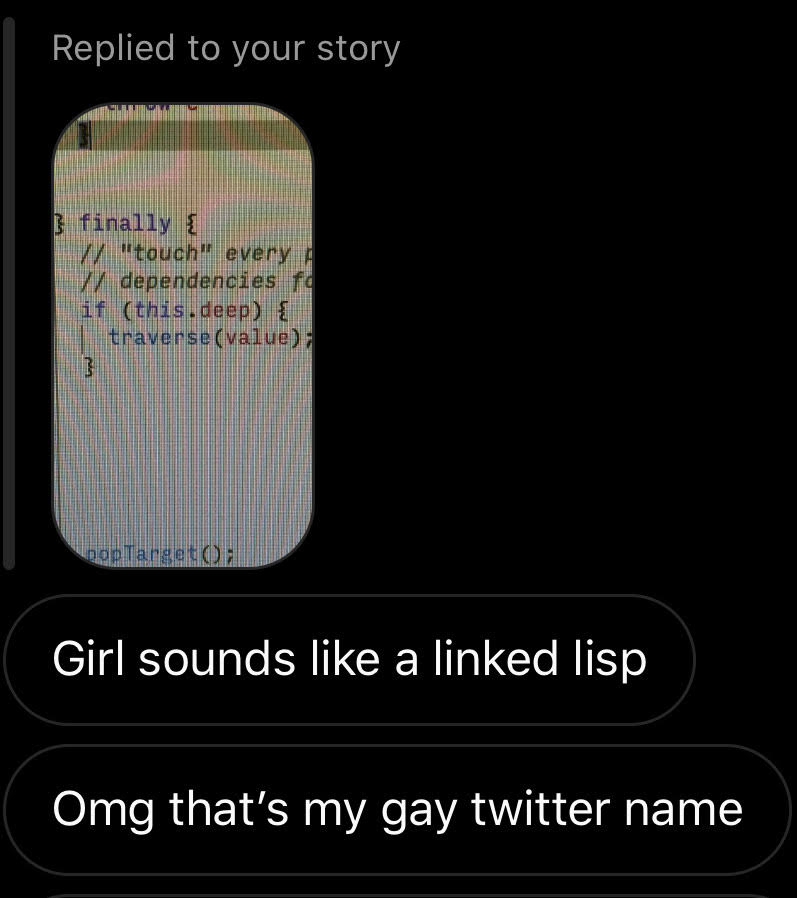 Replied to your story
}
} finally {
// "touch" every
// dependencies
if (this.deep) {
traverse(value);
}
popTarget();
Girl sounds like a linked lisp
Omg that’s my gay twitter name